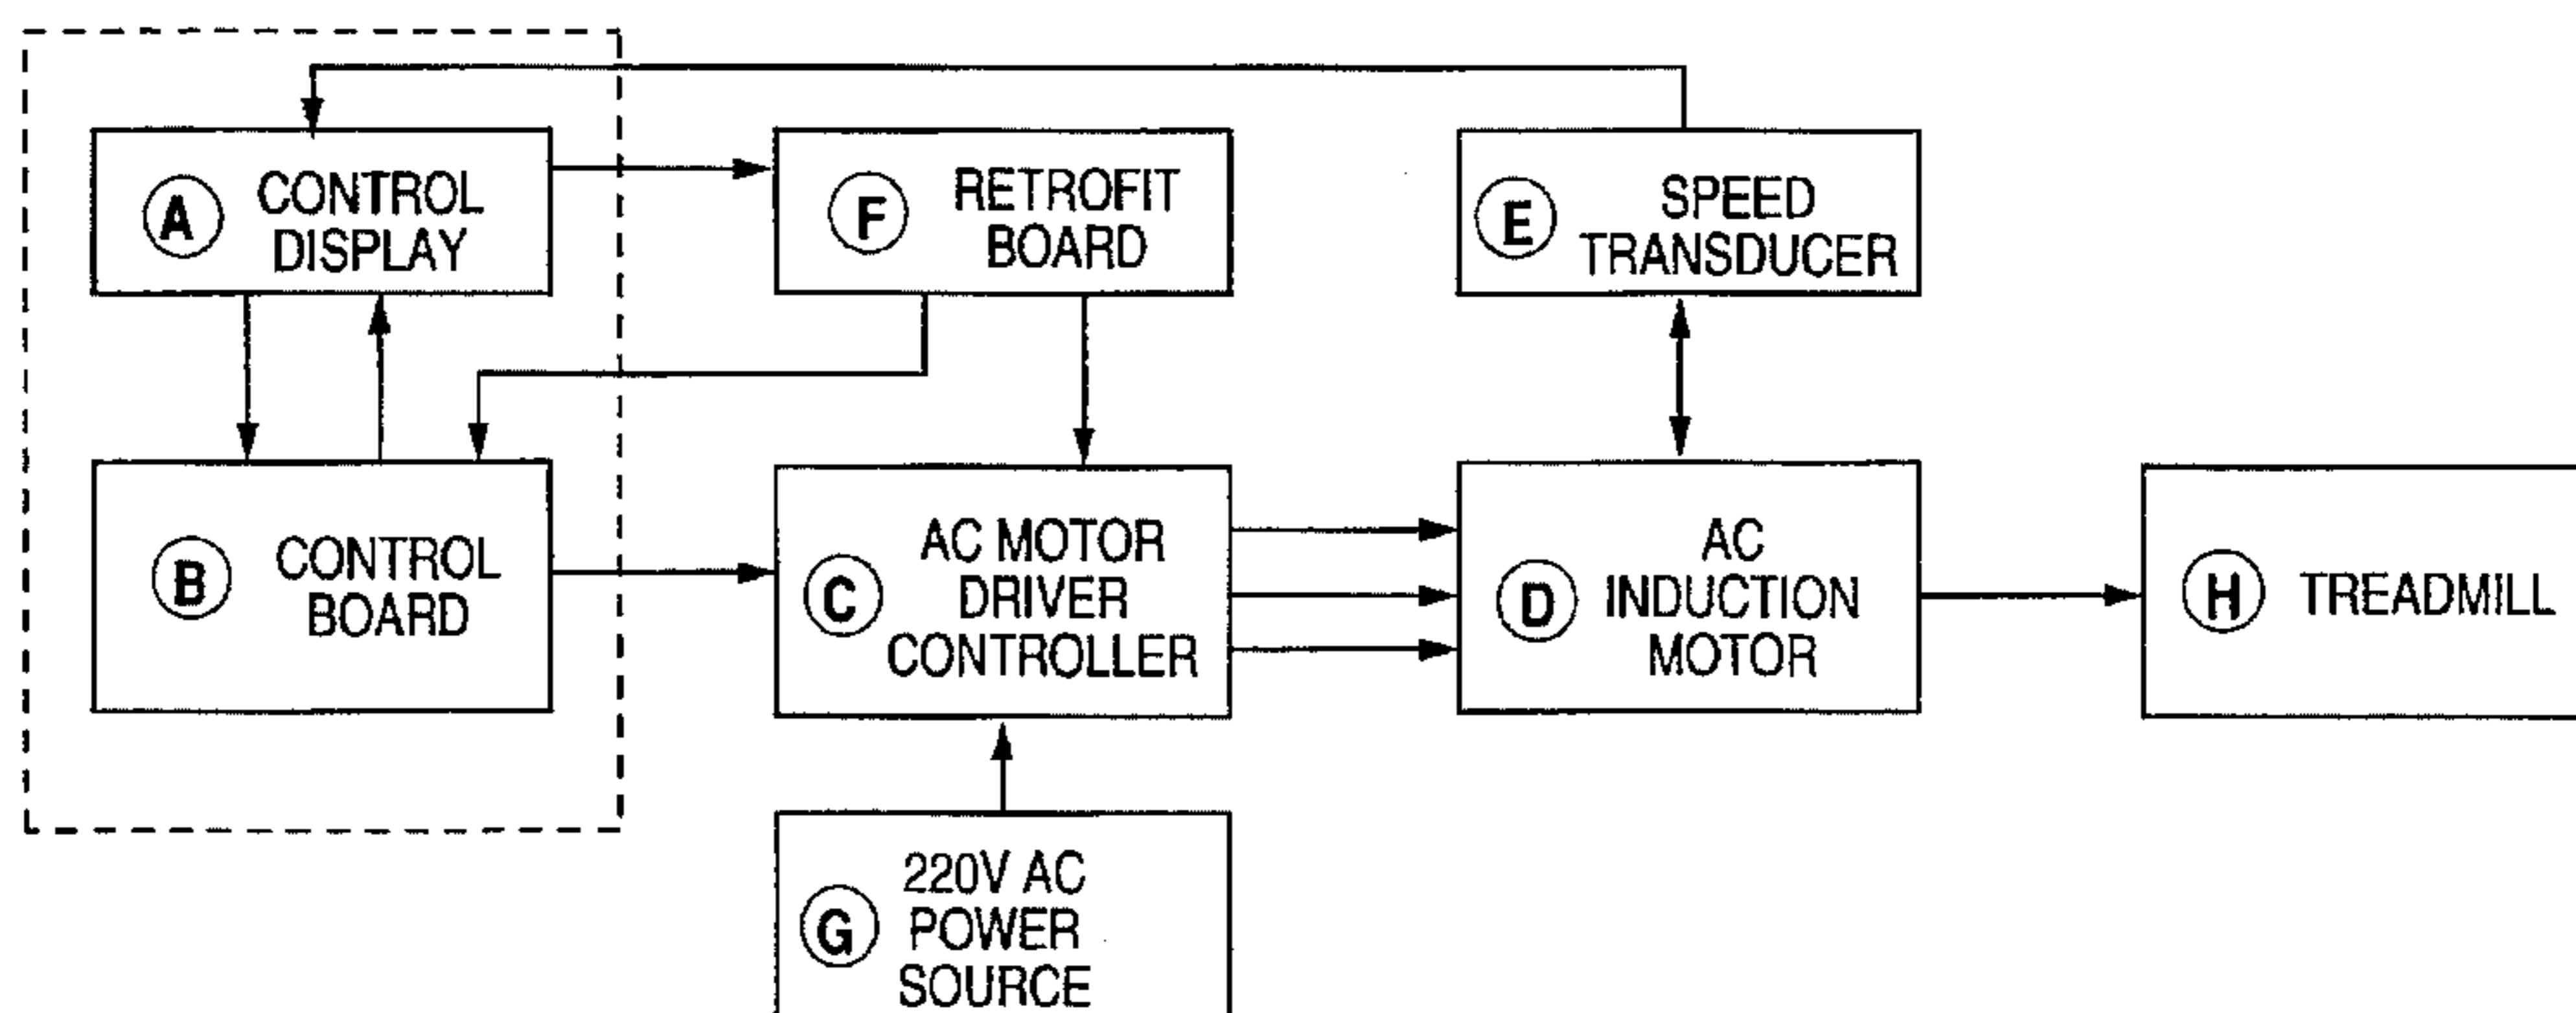 A CONTROL
DISPLAY
F RETROFIT
BOARD
E SPEED
TRANSDUCER
B CONTROL
BOARD
C AC MOTOR
DRIVER
CONTROLLER
D AC
INDUCTION
MOTOR
H TREADMILL
G 220V AC
POWER
SOURCE